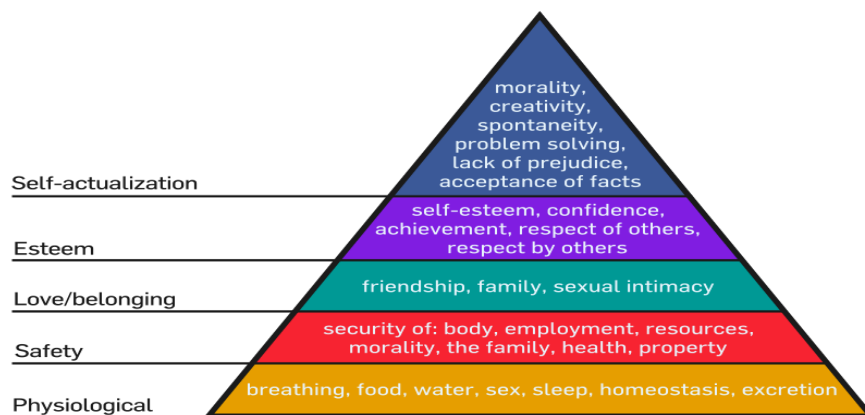 morality,
creativity,
spontaneity,
problem solving,
lack of prejudice,
acceptance of facts
Self-actualization
self-esteem, confidence,
achievement, respect of others,
respect by others
Esteem
friendship, family, sexual intimacy
Love/belonging
security of: body, employment, resources,
morality, the family, health, property
Safety
breathing, food, water, sex, sleep, homeostasis, excretion
Physiological